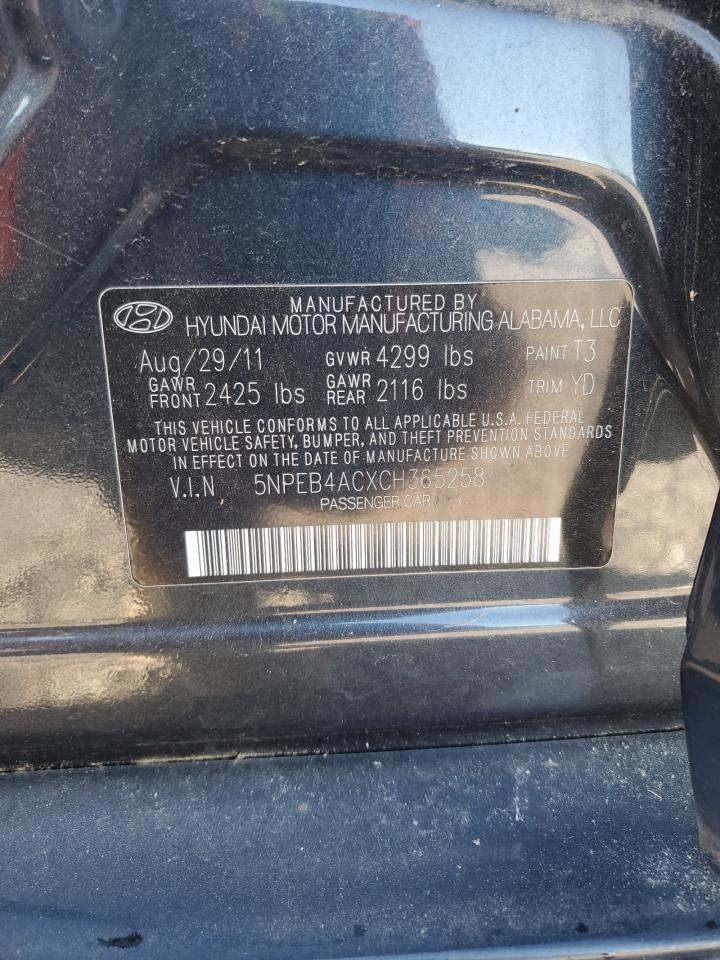 MANUFACTURED BY
HYUNDAI MOTOR MANUFACTURING ALABAMA, LLC
Aug/29/11 GVWR 4299 lbs PAINT T3
GAWR FRONT 2425 lbs GAWR REAR 2116 lbs TRIM YD
THIS VEHICLE CONFORMS TO ALL APPLICABLE U.S.A. FEDERAL
MOTOR VEHICLE SAFETY, BUMPER, AND THEFT PREVENTION STANDARDS
IN EFFECT ON THE DATE OF MANUFACTURE SHOWN ABOVE
V.I.N 5NPEB4ACXCH365258
PASSENGER CAR